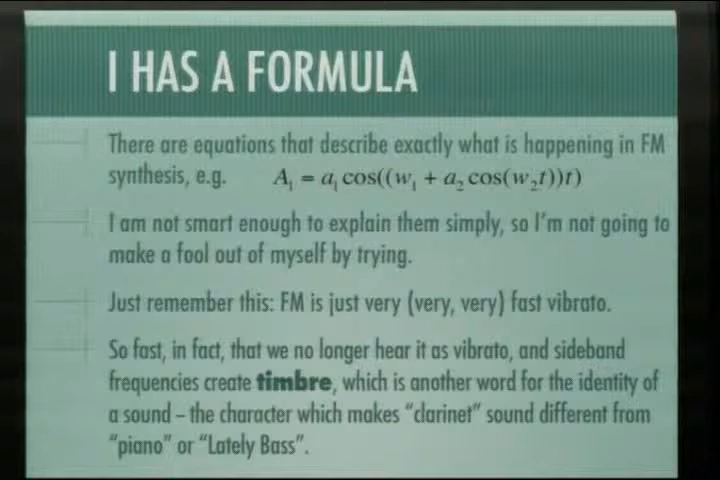 I HAS A FORMULA
There are equations that describe exactly what is happening in FM
synthesis, e.g. A₁ = a₁ cos((w₁ + a₂ cos(w₂t))t)
I am not smart enough to explain them simply, so I'm not going to
make a fool out of myself by trying.
Just remember this: FM is just very (very, very) fast vibrato.
So fast, in fact, that we no longer hear it as vibrato, and sideband
frequencies create timbre, which is another word for the identity of
a sound – the character which makes "clarinet" sound different from
"piano" or "Lately Bass".